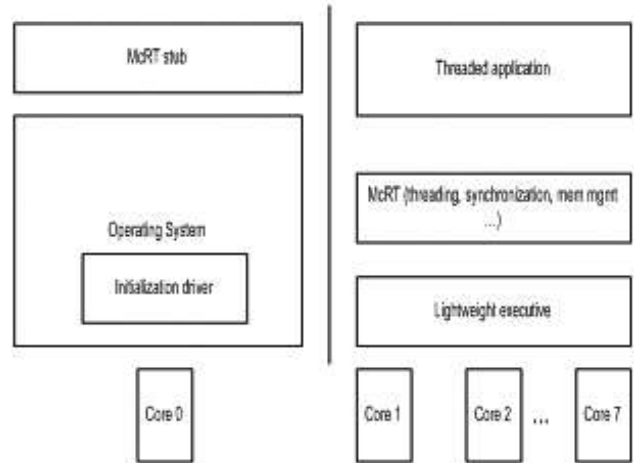 McRT stub
Operating System
Initialization driver
Core 0
Threaded application
McRT (threading, synchronization, mem mgmt
...)
Lightweight executive
Core 1
Core 2
...
Core 7